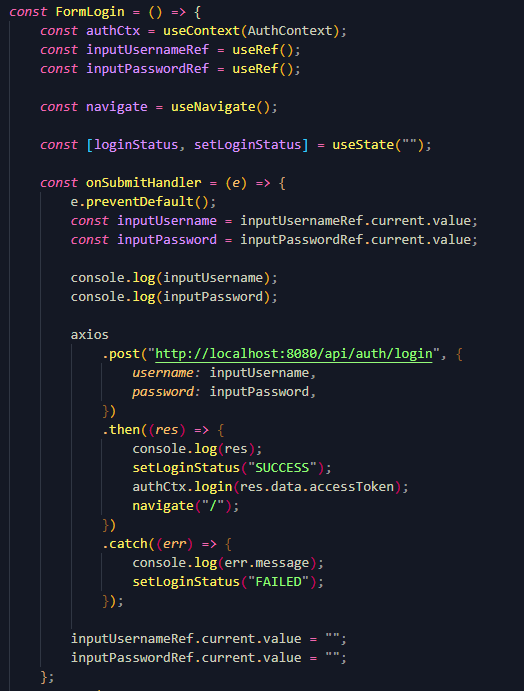 const FormLogin = () => {
    const authCtx = useContext(AuthContext);
    const inputUsernameRef = useRef();
    const inputPasswordRef = useRef();

    const navigate = useNavigate();

    const [loginStatus, setLoginStatus] = useState("");

    const onSubmitHandler = (e) => {
        e.preventDefault();
        const inputUsername = inputUsernameRef.current.value;
        const inputPassword = inputPasswordRef.current.value;

        console.log(inputUsername);
        console.log(inputPassword);

        axios
            .post("http://localhost:8080/api/auth/login", {
                username: inputUsername,
                password: inputPassword,
            })
            .then((res) => {
                console.log(res);
                setLoginStatus("SUCCESS");
                authCtx.login(res.data.accessToken);
                navigate("/");
            })
            .catch((err) => {
                console.log(err.message);
                setLoginStatus("FAILED");
            });

        inputUsernameRef.current.value = "";
        inputPasswordRef.current.value = "";
    };